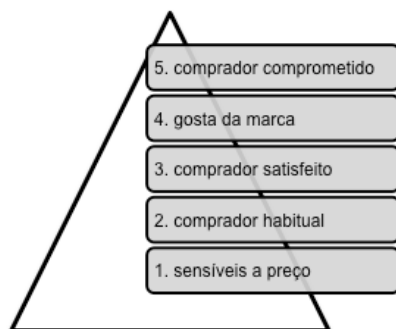 5. comprador comprometido
4. gosta da marca
3. comprador satisfeito
2. comprador habitual
1. sensíveis a preço